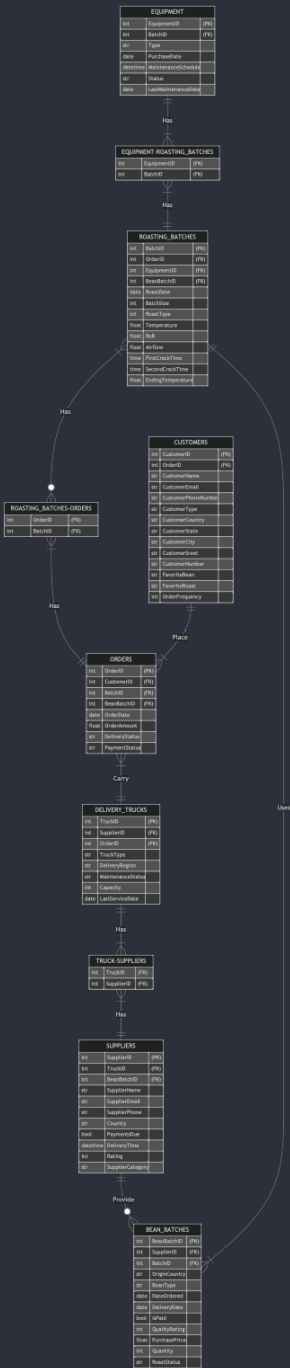 EQUIPMENT
int EquipmentID (PK)
int BatchID (FK)
str Type
date PurchaseDate
datetime MaintenanceSchedule
str Status
date LastMaintenanceDate
Has
EQUIPMENT-ROASTING_BATCHES
int EquipmentID (FK)
int BatchID (FK)
Has
ROASTING_BATCHES
int BatchID (PK)
int OrderID (FK)
int EquipmentID (FK)
int BeanBatchID (FK)
date RoastDate
int BatchSize
int RoastType
float Temperature
float RoR
float Airflow
time FirstCrackTime
time SecondCrackTime
float EndingTemperature
Has
CUSTOMERS
int CustomerID (PK)
int OrderID (FK)
str CustomerName
str CustomerEmail
str CustomerPhoneNumber
str CustomerType
str CustomerCountry
str CustomerState
str CustomerCity
str CustomerSreet
str CustomerNumber
str FavoriteBean
str FavoriteRoast
int OrderFrequency
ROASTING_BATCHES-ORDERS
int OrderID (FK)
int BatchID (FK)
Has
Place
ORDERS
int OrderID (PK)
int CustomerID (FK)
int BatchID (FK)
int BeanBatchID (FK)
date OrderDate
float OrderAmount
str DeliveryStatus
str PaymentStatus
Carry
Uses
DELIVERY_TRUCKS
int TruckID (PK)
int SupplierID (FK)
int OrderID (FK)
str TruckType
str DeliveryRegion
str MaintenanceStatus
int Capacity
date LastServiceDate
Has
TRUCK-SUPPLIERS
int TruckID (FK)
int SupplierID (FK)
Has
SUPPLIERS
int SupplierID (PK)
int TruckID (FK)
int BeanBatchID (FK)
str SupplierName
str SupplierEmail
str SupplierPhone
str Country
bool PaymentsDue
datetime DeliveryTime
int Rating
str SupplierCategory
Provide
BEAN_BATCHES
int BeanBatchID (PK)
int SupplierID (FK)
int BatchID (FK)
str OriginCountry
str BeanType
date DateOrdered
date DeliveryDate
bool IsPaid
int QualityRating
float PurchasePrice
int Quantity
str RoastStatus